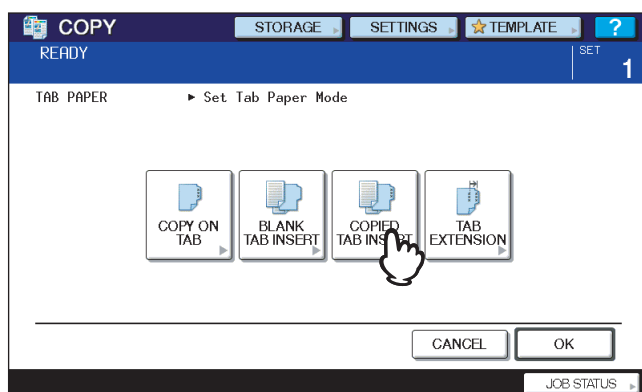 COPY STORAGE SETTINGS TEMPLATE ?
READY SET
1
TAB PAPER ► Set Tab Paper Mode
COPY ON TAB
BLANK TAB INSERT
COPIED TAB INSERT
TAB EXTENSION
CANCEL OK
JOB STATUS